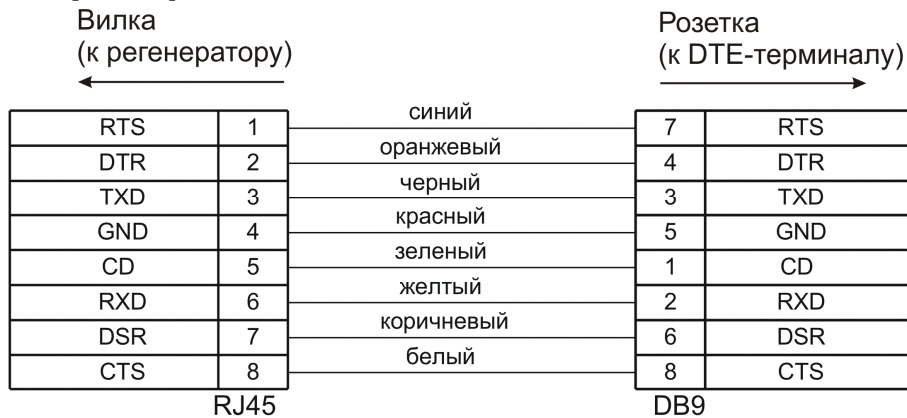 Вилка
(к регенератору)
Розетка
(к DTE-терминалу)
RTS 1 синий 7 RTS
DTR 2 оранжевый 4 DTR
TXD 3 черный 3 TXD
GND 4 красный 5 GND
CD 5 зеленый 1 CD
RXD 6 желтый 2 RXD
DSR 7 коричневый 6 DSR
CTS 8 белый 8 CTS
RJ45 DB9